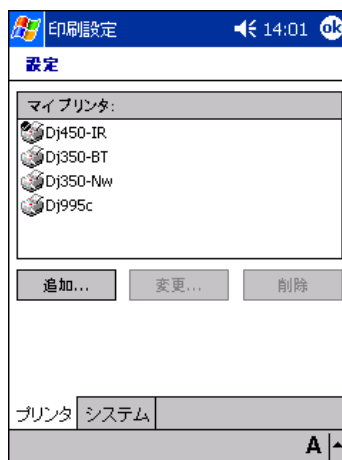 印刷設定 14:01 ok
設定
マイ プリンタ:
Dj450-IR
Dj350-BT
Dj350-Nw
Dj995c
追加... 変更... 削除
プリンタ システム
A